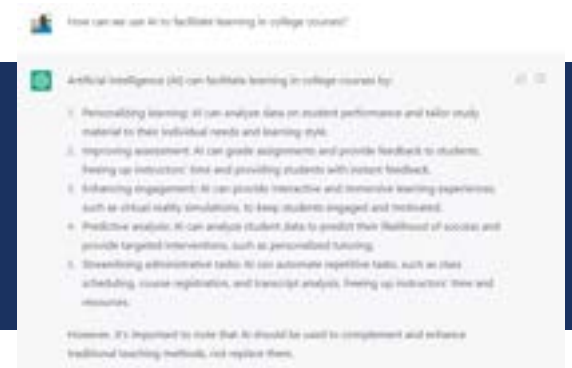 How can we use AI to facilitate learning in college courses?
Artificial Intelligence (AI) can facilitate learning in college courses by:
1. Personalizing learning: AI can analyze data on student performance and tailor study
material to their individual needs and learning style.
2. Improving assessment: AI can grade assignments and provide feedback to students,
freeing up instructors' time and providing students with instant feedback.
3. Enhancing engagement: AI can provide interactive and immersive learning experiences,
such as virtual reality simulations, to keep students engaged and motivated.
4. Predictive analysis: AI can analyze student data to predict their likelihood of success and
provide targeted interventions, such as personalized tutoring.
5. Streamlining administrative tasks: AI can automate repetitive tasks, such as class
scheduling, course registration, and transcript analysis, freeing up instructors' time and
resources.
However, it's important to note that AI should be used to complement and enhance
traditional teaching methods, not replace them.